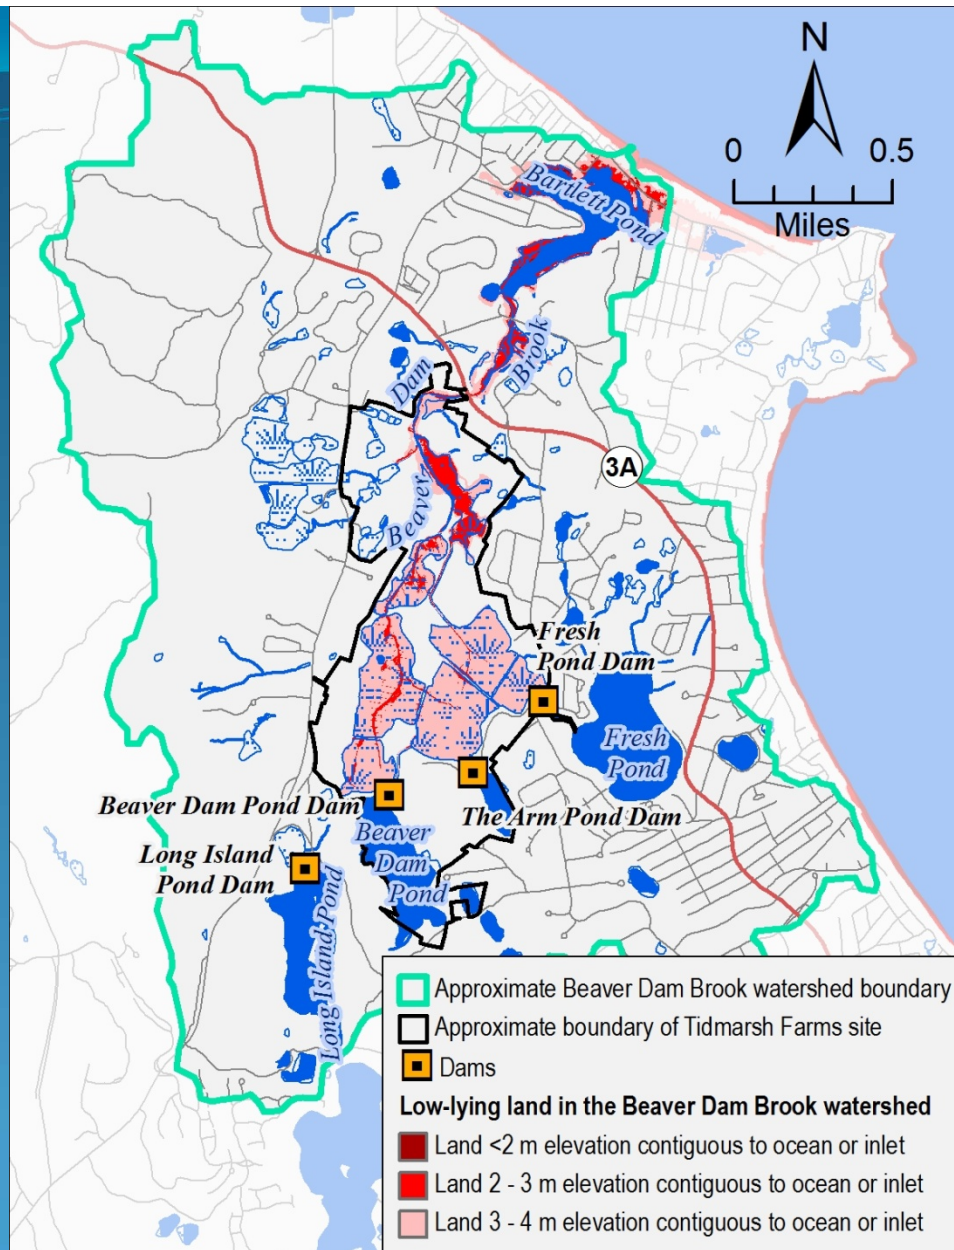 N
0 0.5
Miles
Bartlett Pond
Brook
Dam
3A
Beaver
Fresh
Pond Dam
Fresh
Pond
Beaver Dam Pond Dam
The Arm Pond Dam
Beaver
Dam
Pond
Long Island
Pond Dam
Long Island Pond
Approximate Beaver Dam Brook watershed boundary
Approximate boundary of Tidmarsh Farms site
Dams
Low-lying land in the Beaver Dam Brook watershed
Land <2 m elevation contiguous to ocean or inlet
Land 2 - 3 m elevation contiguous to ocean or inlet
Land 3 - 4 m elevation contiguous to ocean or inlet